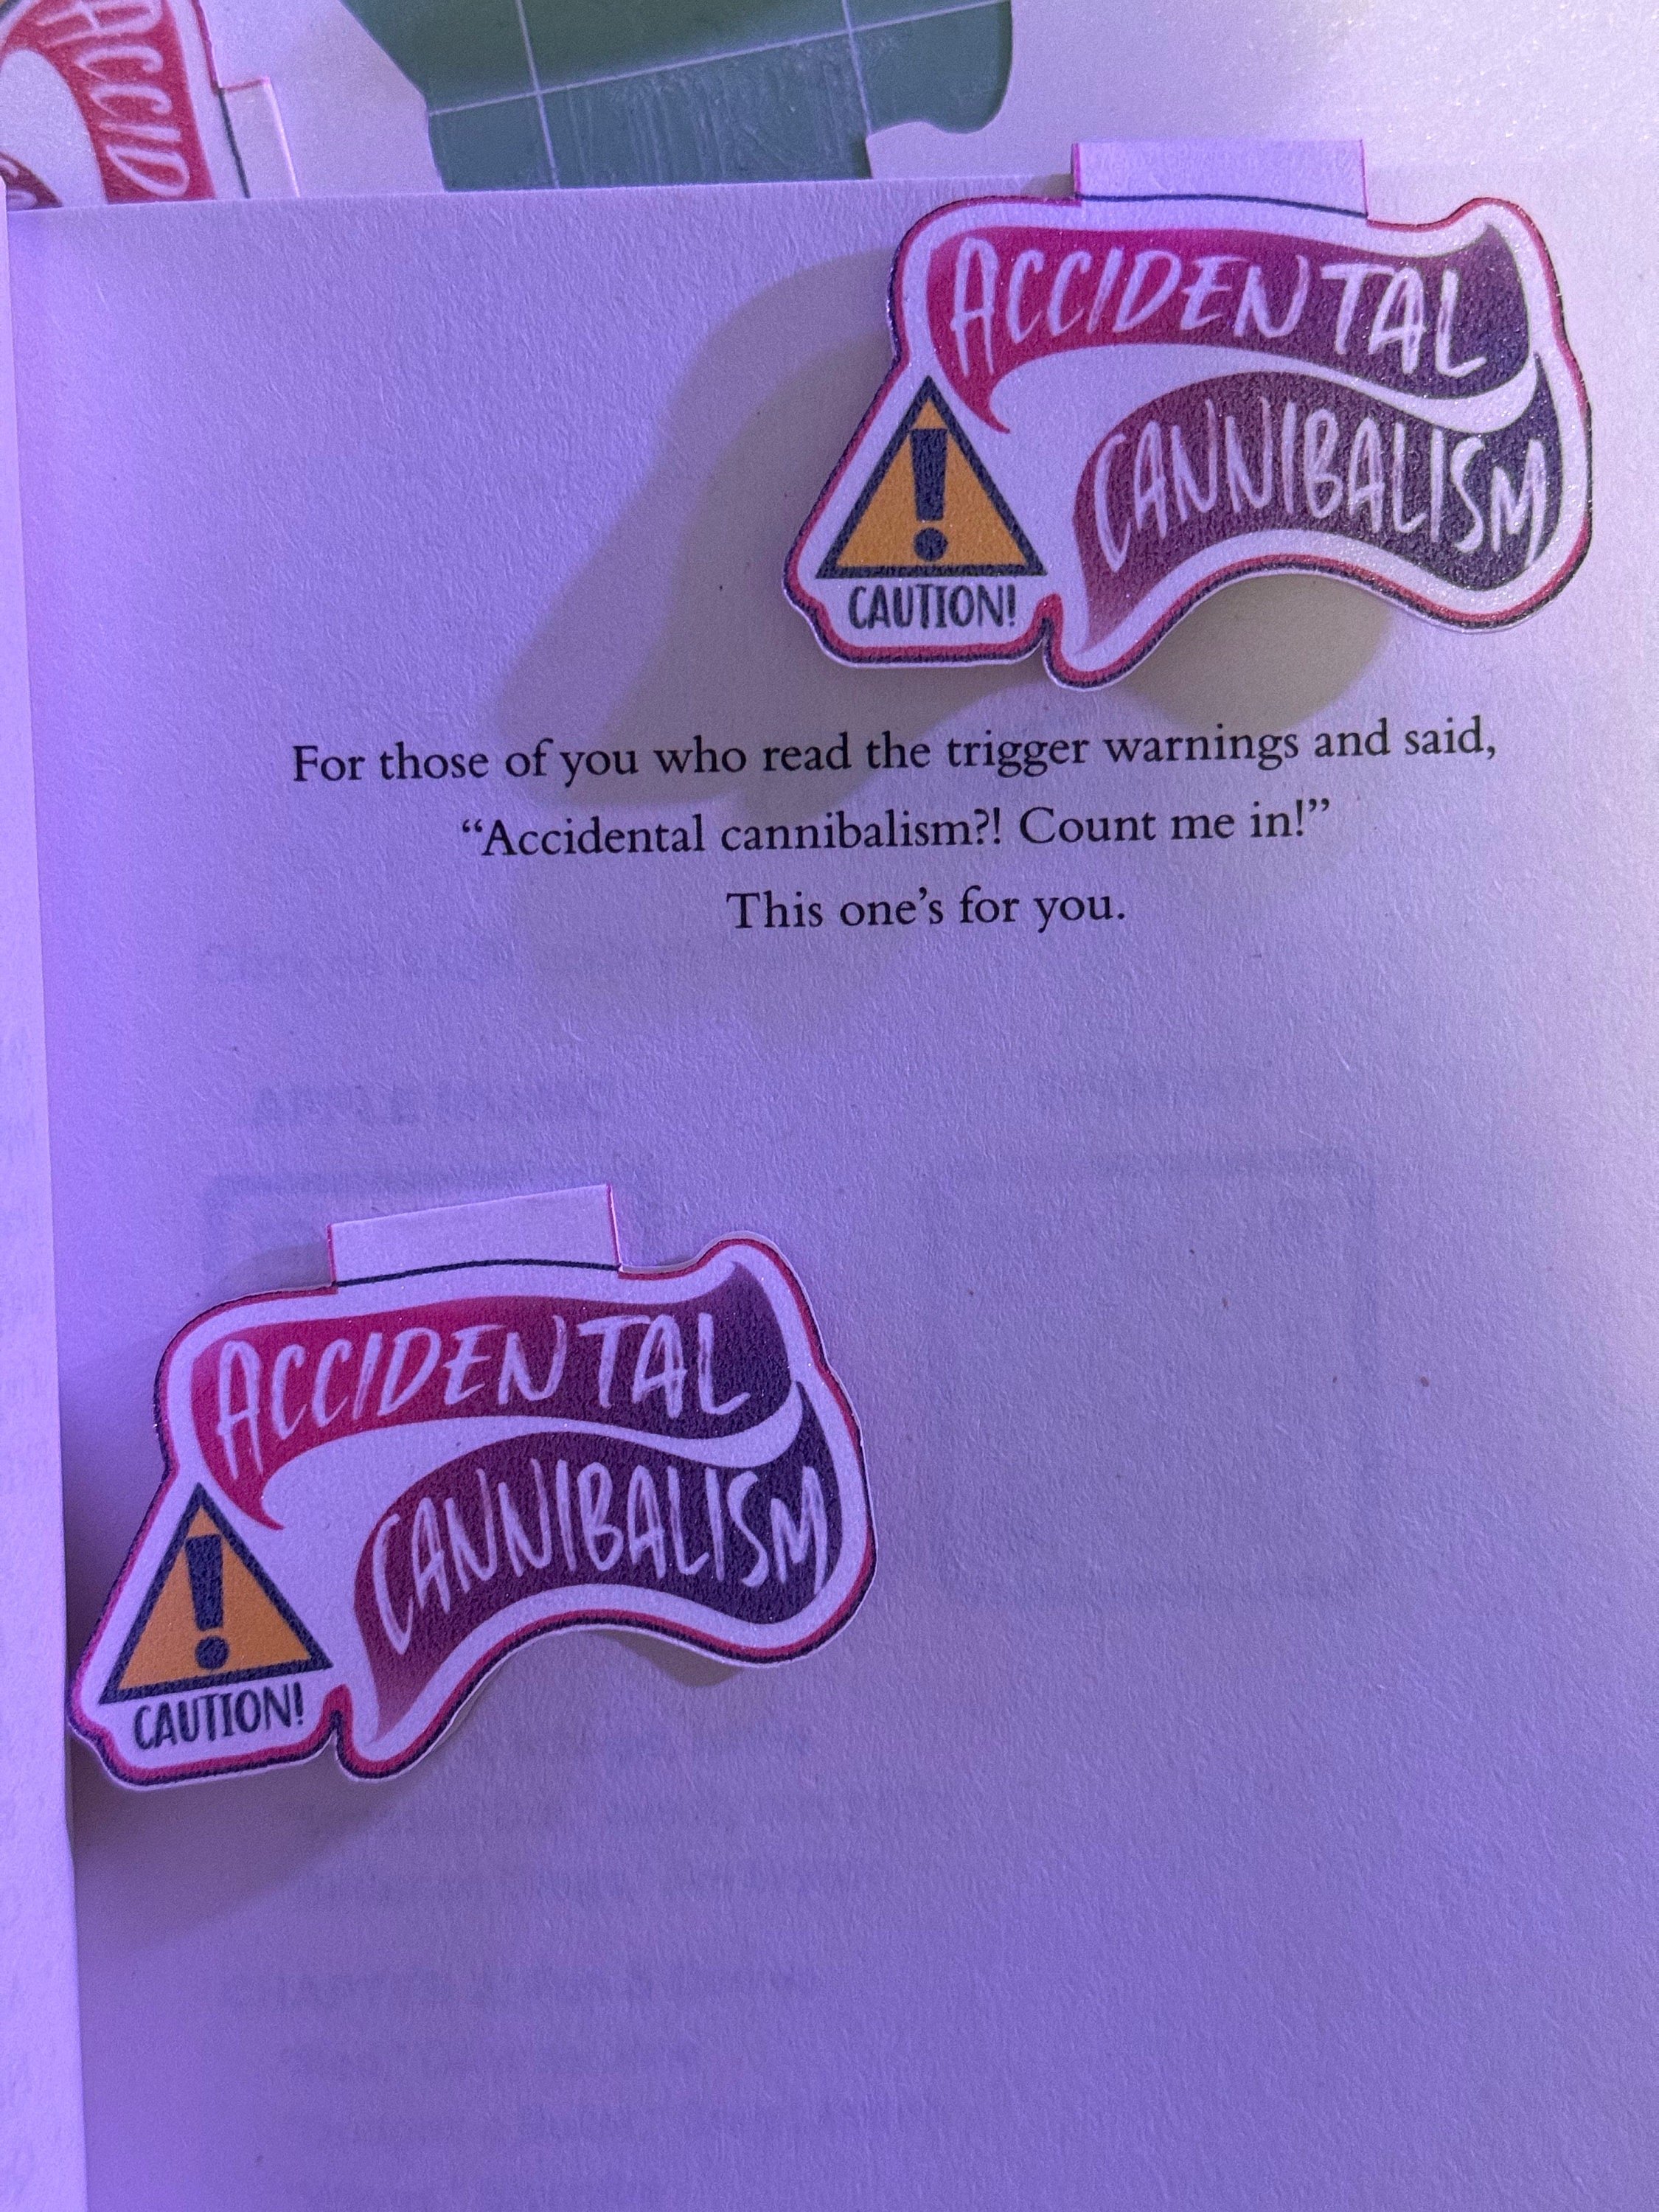 ACCID
ACCIDENTAL
CANNIBALISM
CAUTION!
For those of you who read the trigger warnings and said,
“Accidental cannibalism?! Count me in!”
This one’s for you.
ACCIDENTAL
CANNIBALISM
CAUTION!